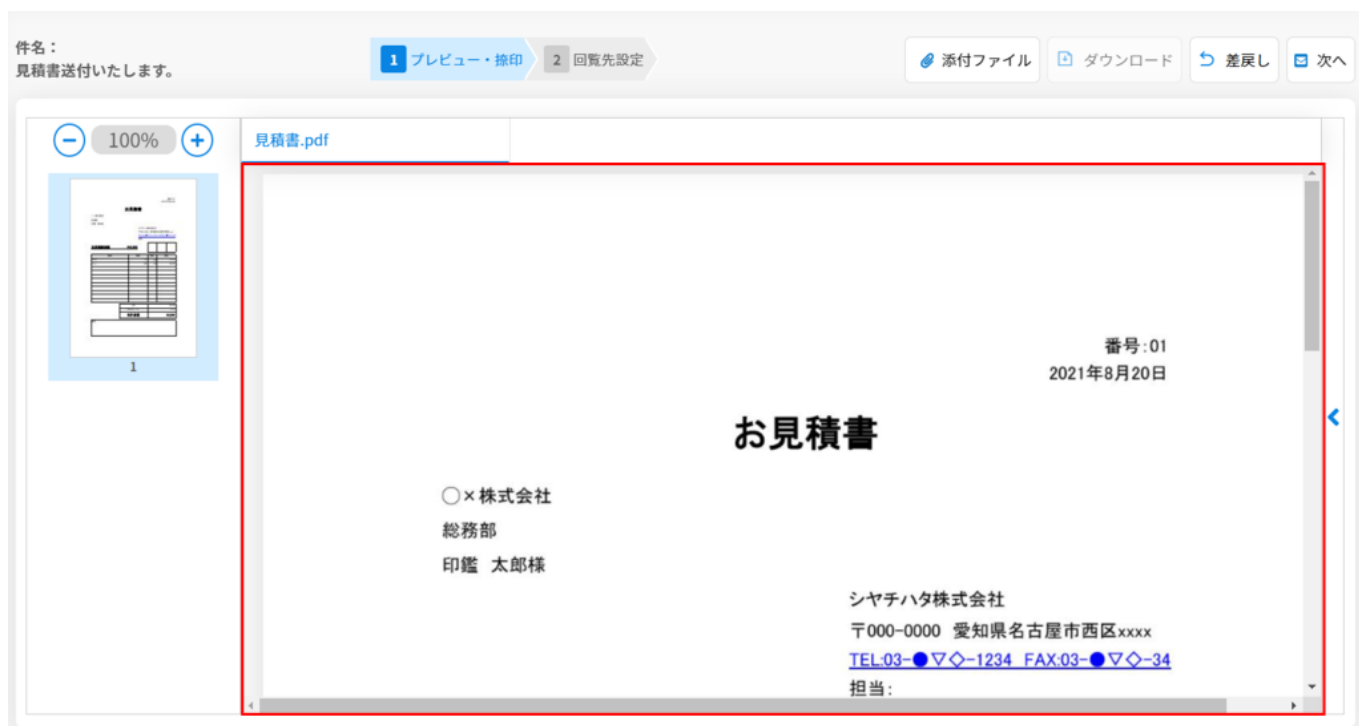 件名：
見積書送付いたします。
1 プレビュー・捺印
2 回覧先設定
添付ファイル
ダウンロード
差戻し
次へ
100%
見積書.pdf
1
番号:01
2021年8月20日
お見積書
○×株式会社
総務部
印鑑 太郎様
シヤチハタ株式会社
〒000-0000 愛知県名古屋市西区xxxx
TEL:03-●▽◇-1234 FAX:03-●▽◇-34
担当: